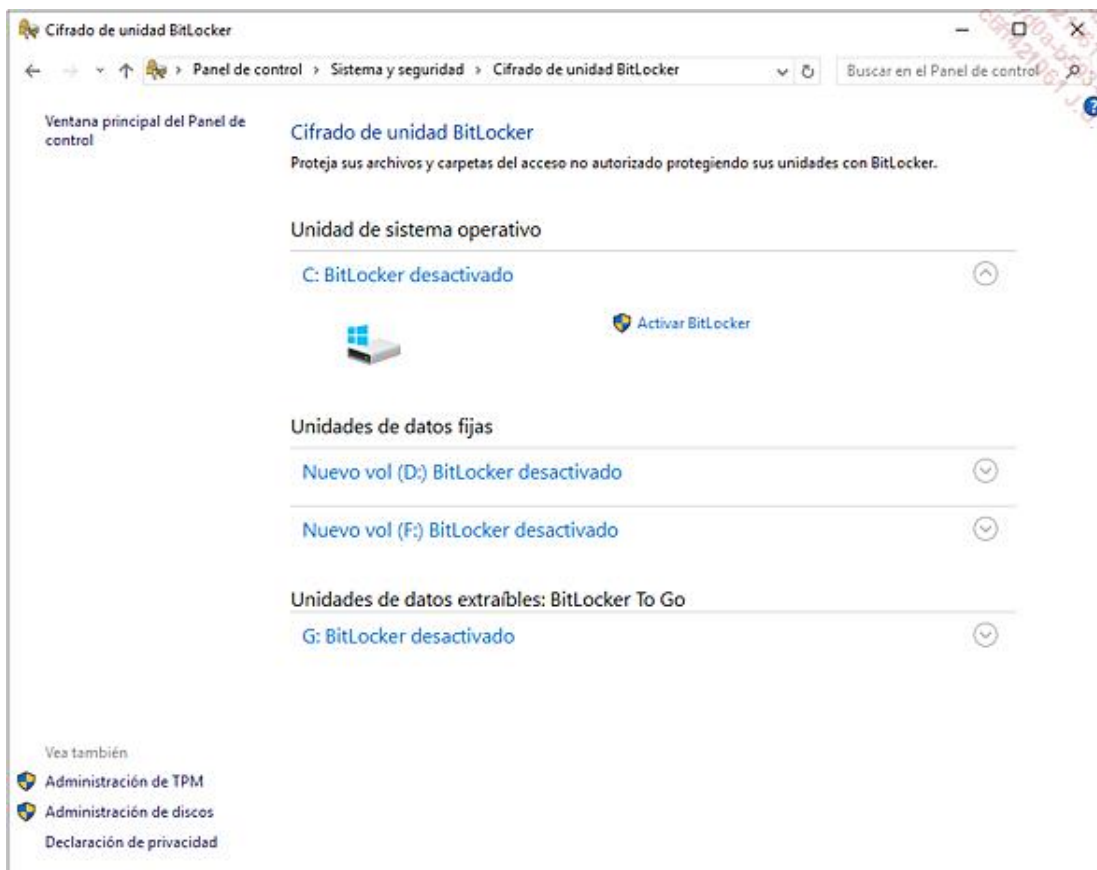 Cifrado de unidad BitLocker
Panel de control > Sistema y seguridad > Cifrado de unidad BitLocker
Buscar en el Panel de control
Ventana principal del Panel de
control
Cifrado de unidad BitLocker
Proteja sus archivos y carpetas del acceso no autorizado protegiendo sus unidades con BitLocker.
Unidad de sistema operativo
C: BitLocker desactivado
Activar BitLocker
Unidades de datos fijas
Nuevo vol (D:) BitLocker desactivado
Nuevo vol (F:) BitLocker desactivado
Unidades de datos extraíbles: BitLocker To Go
G: BitLocker desactivado
Vea también
Administración de TPM
Administración de discos
Declaración de privacidad